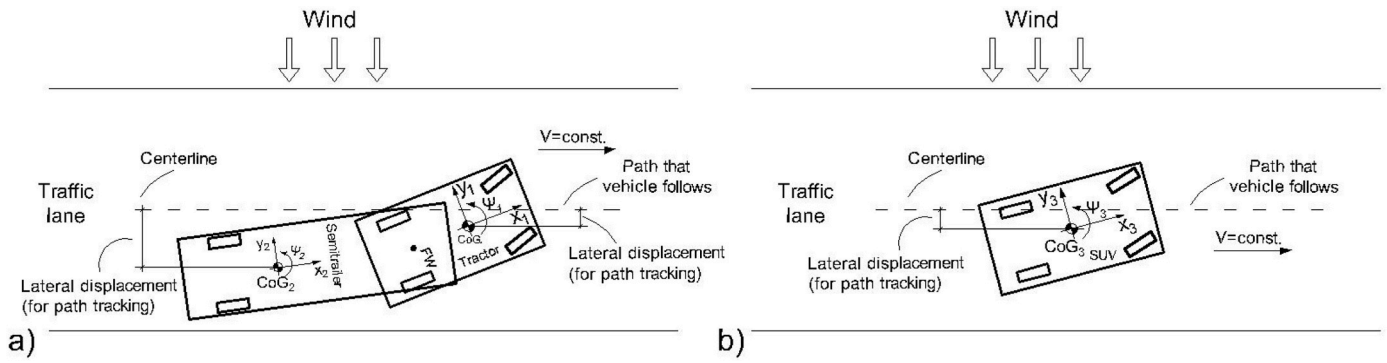 Wind
V=const.
Centerline
Path that
vehicle follows
Traffic
lane
y1
Ψ1
x1
CoG
Tractor
FW
Semitrailer
y2
Ψ2
x2
CoG2
Lateral displacement
(for path tracking)
Lateral displacement
(for path tracking)
a)
Wind
Centerline
Path that
vehicle follows
Traffic
lane
y3
Ψ3
x3
CoG3
SUV
V=const.
Lateral displacement
(for path tracking)
b)